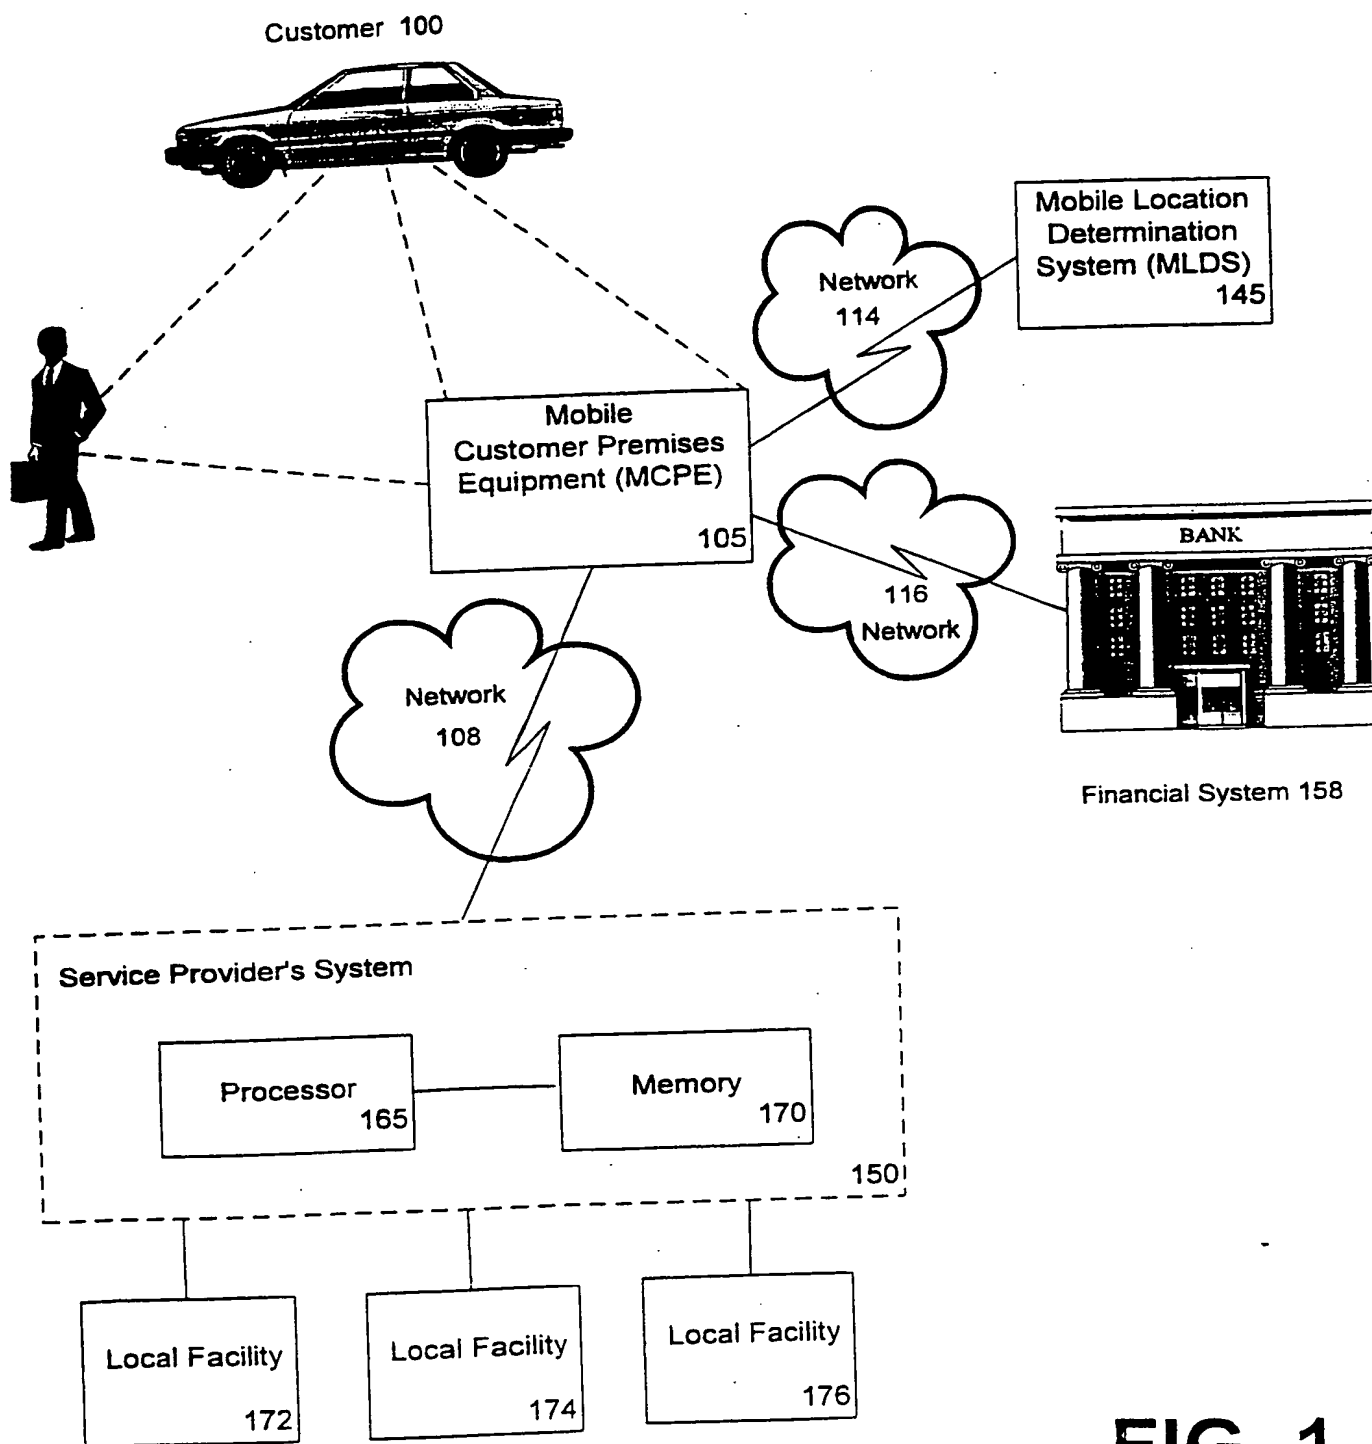 Customer 100
Mobile Location
Determination
System (MLDS)
145
Network
114
Mobile
Customer Premises
Equipment (MCPE)
105
BANK
116
Network
Network
108
Financial System 158
Service Provider's System
Processor
165
Memory
170
150
Local Facility
172
Local Facility
174
Local Facility
176
FIG. 1